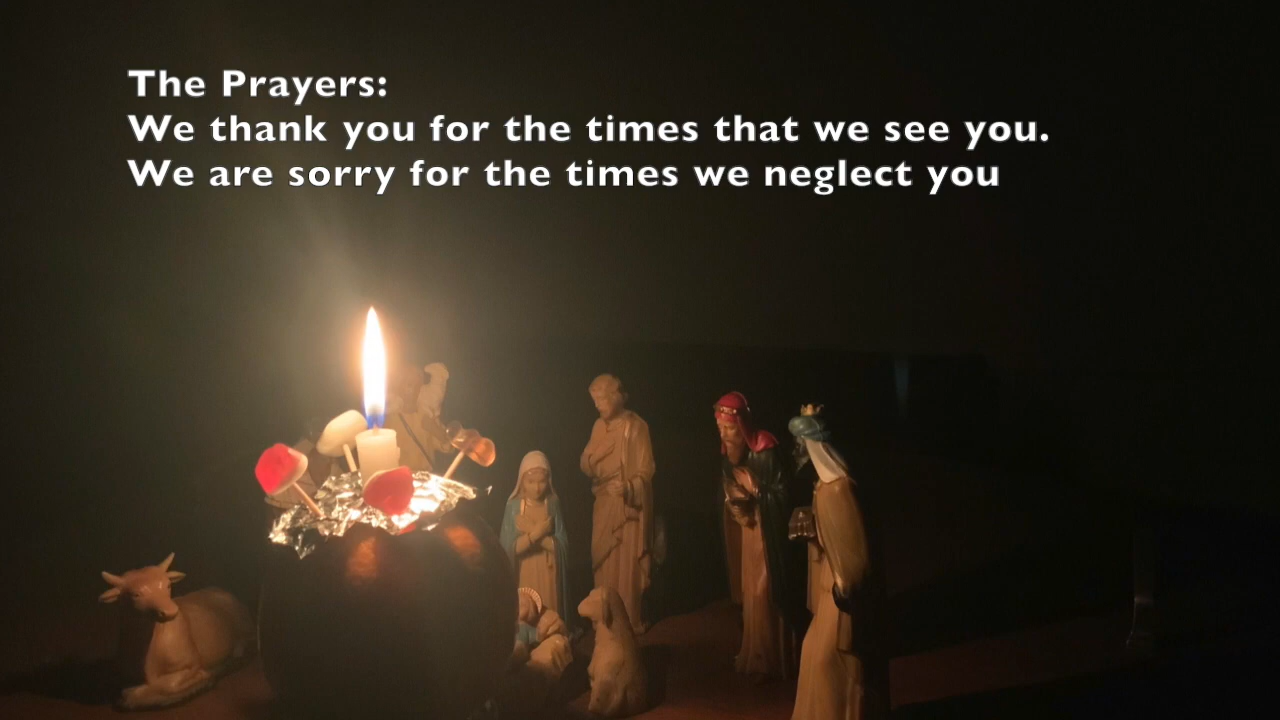 The Prayers:
We thank you for the times that we see you.
We are sorry for the times we neglect you